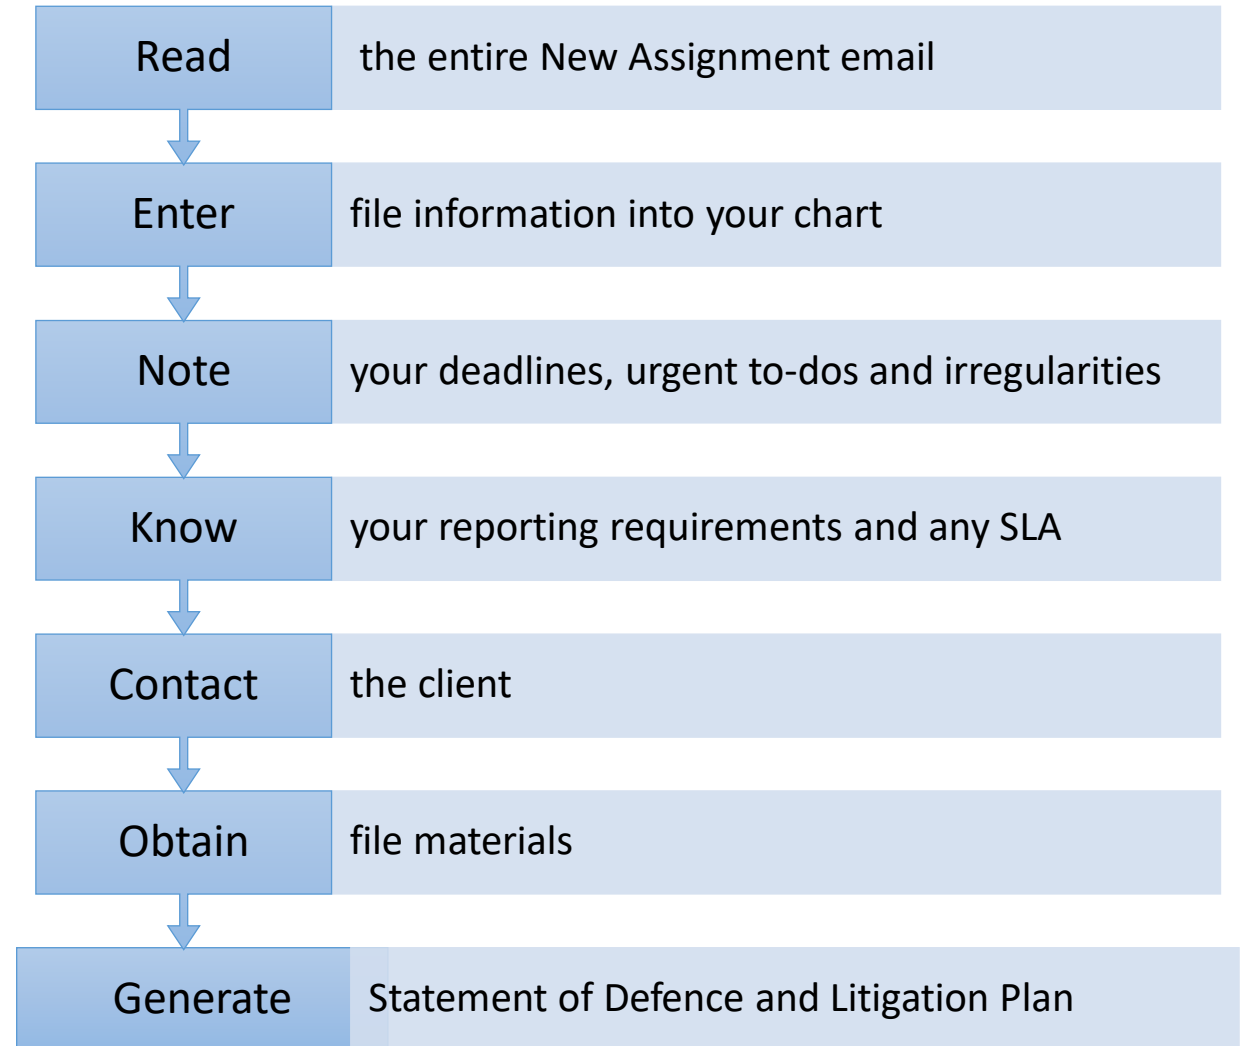 Read the entire New Assignment email
Enter file information into your chart
Note your deadlines, urgent to-dos and irregularities
Know your reporting requirements and any SLA
Contact the client
Obtain file materials
Generate Statement of Defence and Litigation Plan